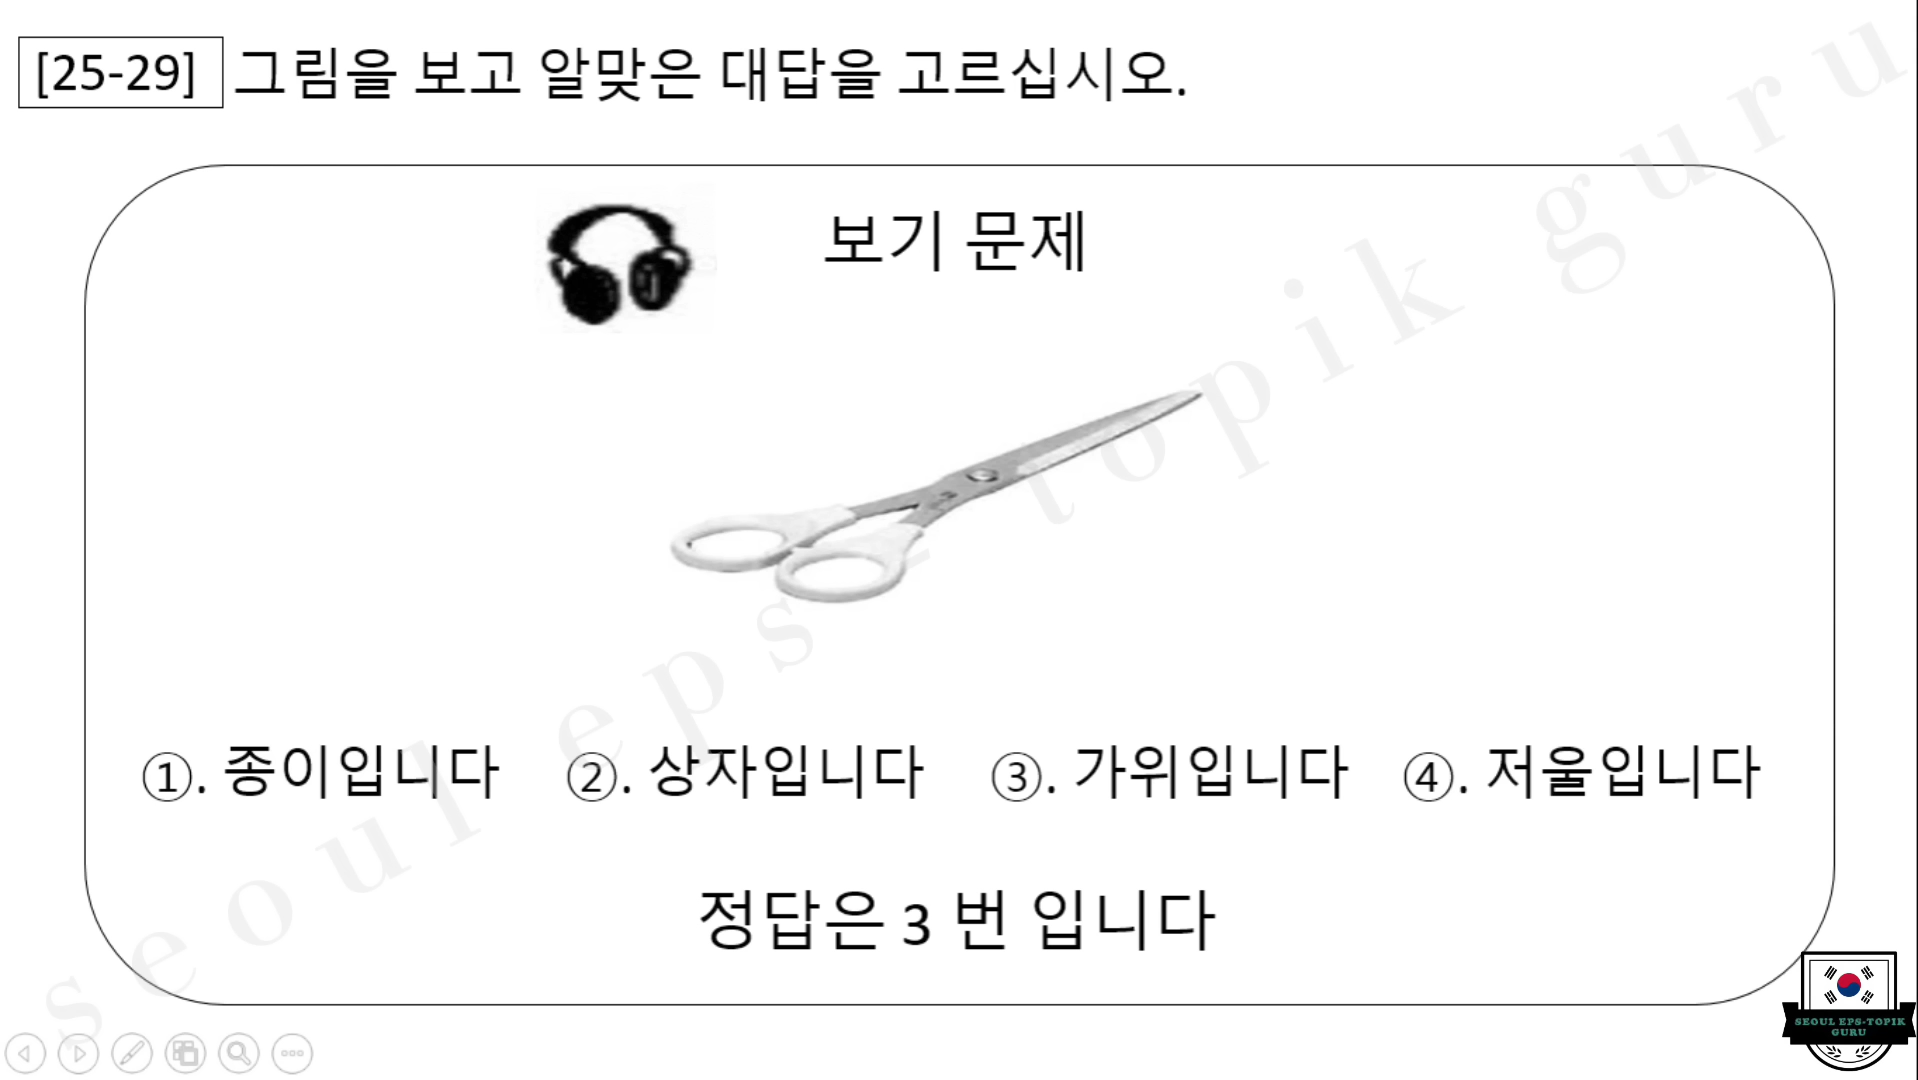 [25-29] 그림을 보고 알맞은 대답을 고르십시오.
보기 문제
①. 종이입니다 ②. 상자입니다 ③. 가위입니다 ④. 저울입니다
정답은 3 번 입니다
seoul eps-topik guru
SEOUL EPS-TOPIK
GURU